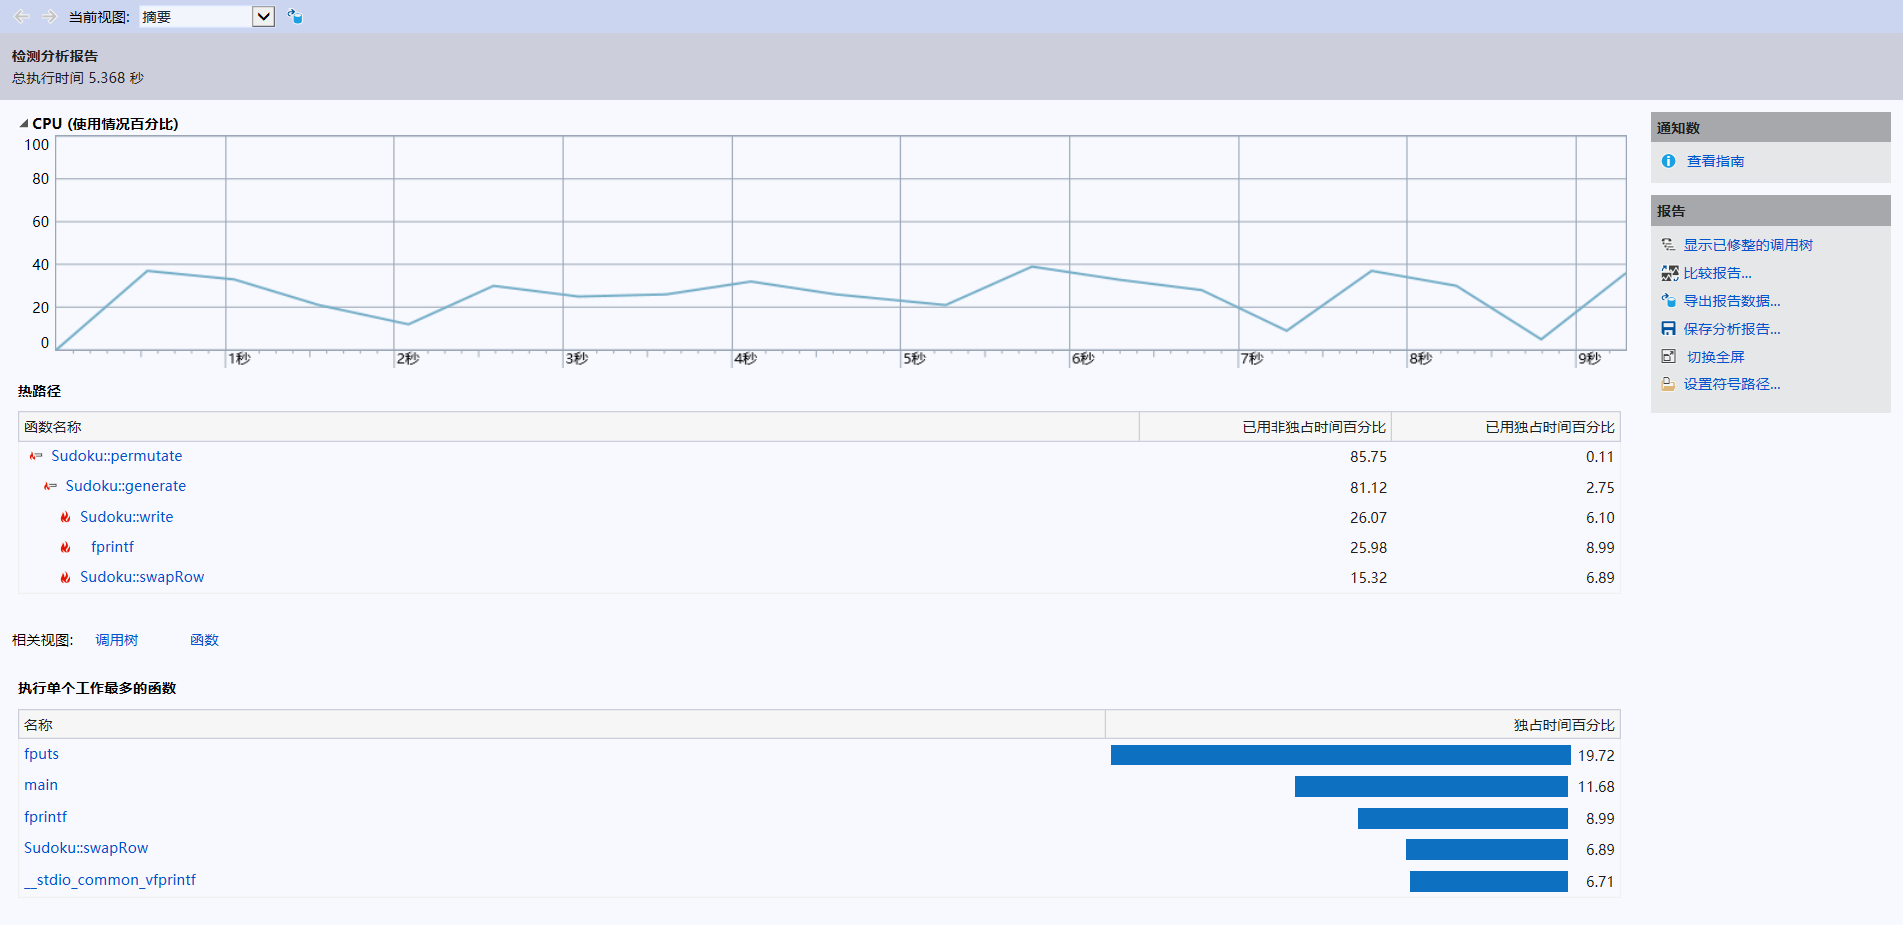 当前视图: 摘要
检测分析报告
总执行时间 5.368 秒
CPU (使用情况百分比)
100
80
60
40
20
0
1秒 2秒 3秒 4秒 5秒 6秒 7秒 8秒 9秒
热路径
函数名称 已用非独占时间百分比 已用独占时间百分比
Sudoku::permutate 85.75 0.11
Sudoku::generate 81.12 2.75
Sudoku::write 26.07 6.10
fprintf 25.98 8.99
Sudoku::swapRow 15.32 6.89
相关视图: 调用树 函数
执行单个工作最多的函数
名称 独占时间百分比
fputs 19.72
main 11.68
fprintf 8.99
Sudoku::swapRow 6.89
__stdio_common_vfprintf 6.71
通知数
查看指南
报告
显示已修整的调用树
比较报告...
导出报告数据...
保存分析报告...
切换全屏
设置符号路径...